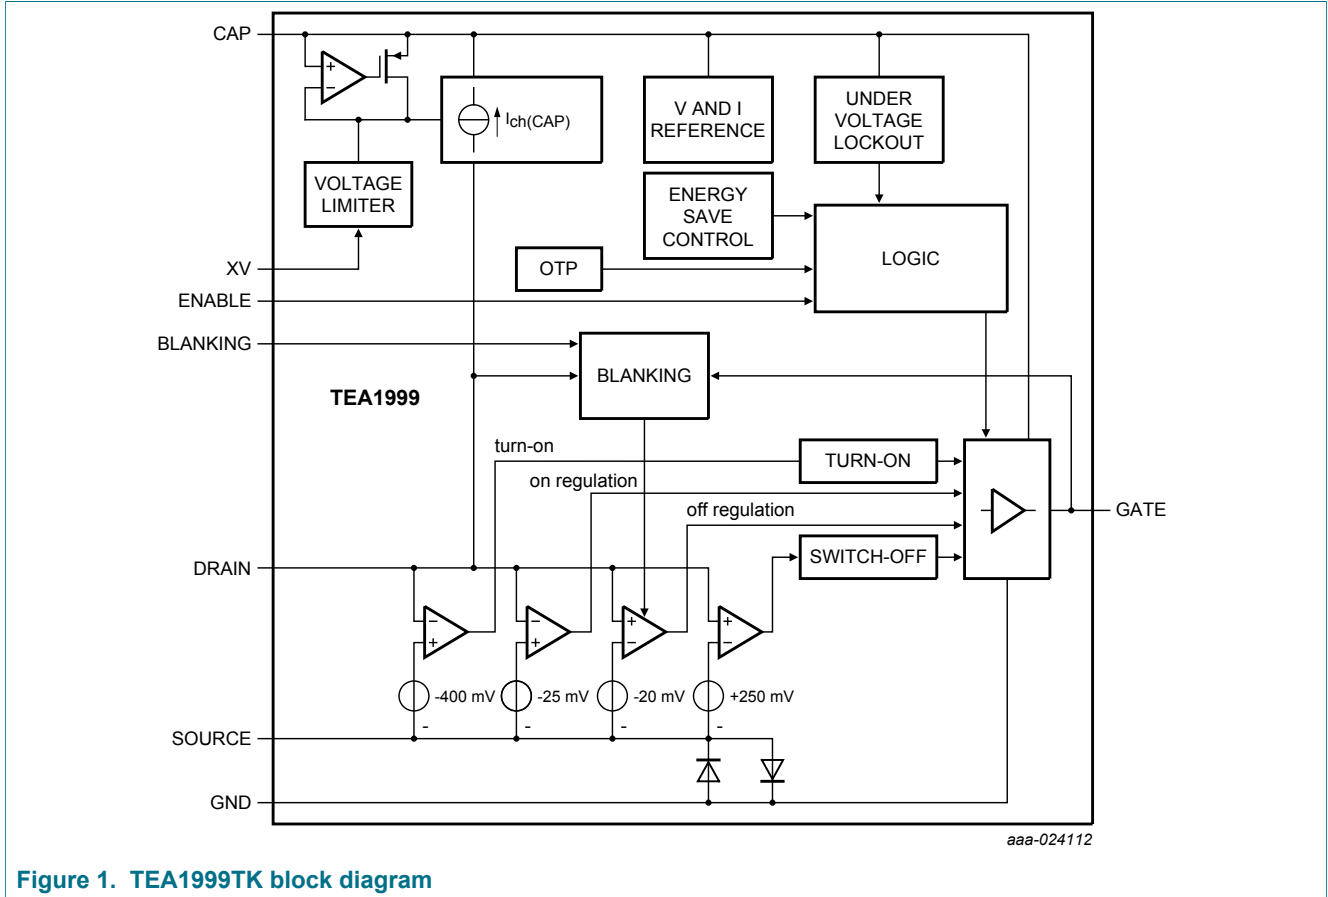 CAP
+
−
Ich(CAP)
V AND I
REFERENCE
UNDER
VOLTAGE
LOCKOUT
VOLTAGE
LIMITER
ENERGY
SAVE
CONTROL
LOGIC
XV
OTP
ENABLE
BLANKING
BLANKING
TEA1999
turn-on
TURN-ON
on regulation
off regulation
GATE
SWITCH-OFF
DRAIN
−
+
−
+
+
−
+
−
-400 mV
-25 mV
-20 mV
+250 mV
-
-
-
-
SOURCE
GND
aaa-024112
Figure 1. TEA1999TK block diagram